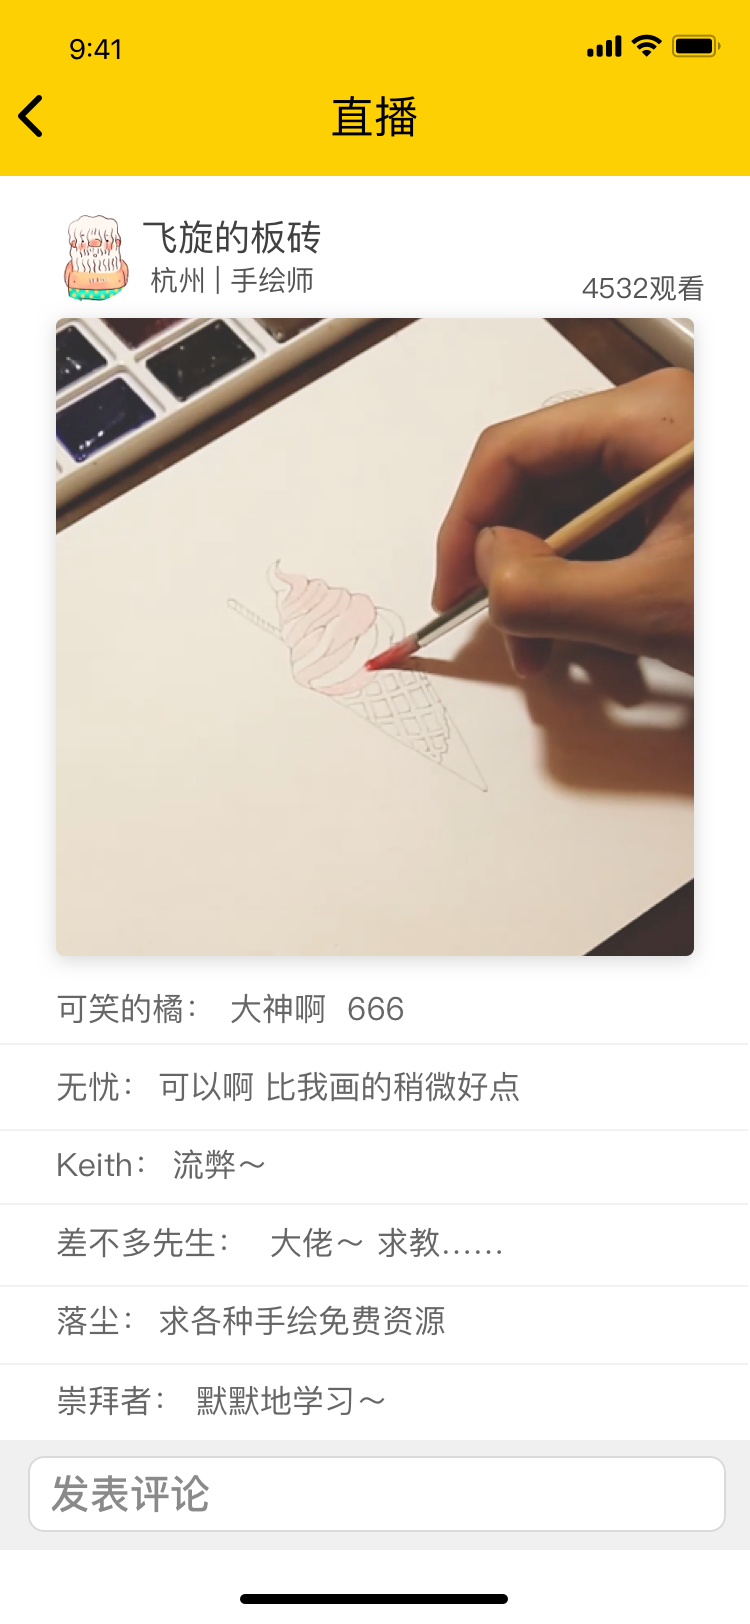 9:41
直播
飞旋的板砖
杭州 | 手绘师
4532观看
可笑的橘： 大神啊 666
无忧： 可以啊 比我画的稍微好点
Keith： 流弊～
差不多先生： 大佬～ 求教……
落尘： 求各种手绘免费资源
崇拜者： 默默地学习～
发表评论